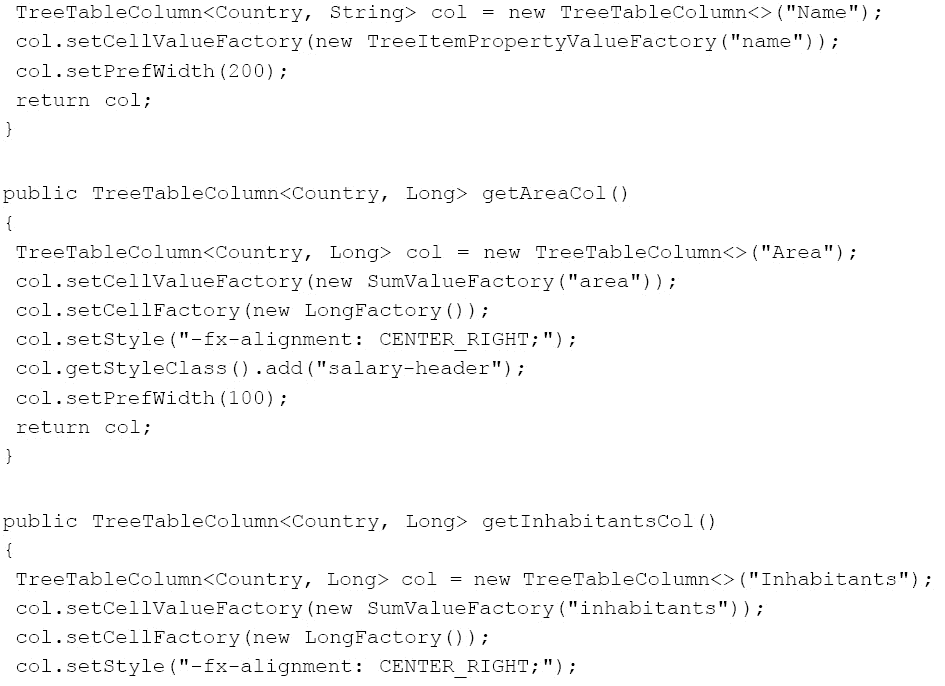 TreeTableColumn<Country, String> col = new TreeTableColumn<>("Name");
col.setCellValueFactory(new TreeItemPropertyValueFactory("name"));
col.setPrefWidth(200);
return col;
}
public TreeTableColumn<Country, Long> getAreaCol()
{
TreeTableColumn<Country, Long> col = new TreeTableColumn<>("Area");
col.setCellValueFactory(new SumValueFactory("area"));
col.setCellFactory(new LongFactory());
col.setStyle("-fx-alignment: CENTER_RIGHT;");
col.getStyleClass().add("salary-header");
col.setPrefWidth(100);
return col;
}
public TreeTableColumn<Country, Long> getInhabitantsCol()
{
TreeTableColumn<Country, Long> col = new TreeTableColumn<>("Inhabitants");
col.setCellValueFactory(new SumValueFactory("inhabitants"));
col.setCellFactory(new LongFactory());
col.setStyle("-fx-alignment: CENTER_RIGHT;");